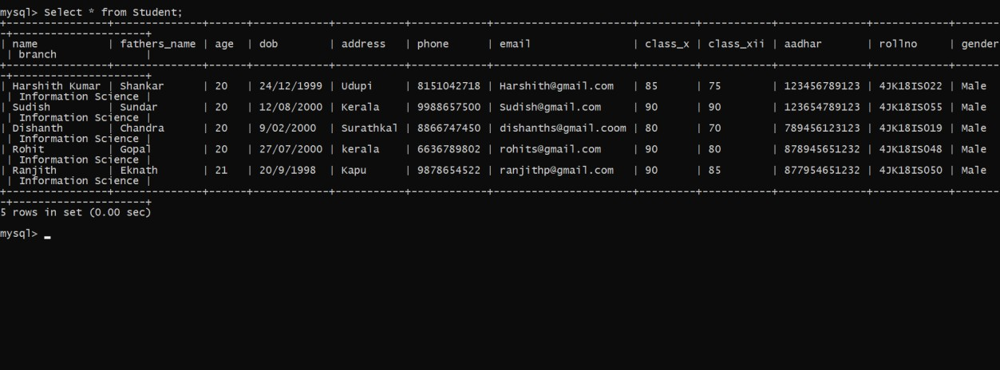 mysql> Select * from Student;
+----------------+--------------+------+------------+-----------+------------+----------------------+---------+-----------+--------------+------------+-------
-+---------------------+
| name           | fathers_name | age  | dob        | address   | phone      | email                | class_x | class_xii | aadhar       | rollno     | gender
 | branch              |
+----------------+--------------+------+------------+-----------+------------+----------------------+---------+-----------+--------------+------------+-------
-+---------------------+
| Harshith Kumar | Shankar      | 20   | 24/12/1999 | Udupi     | 8151042718 | Harshith@gmail.com   | 85      | 75        | 123456789123 | 4JK18IS022 | Male
 | Information Science |
| Sudish         | Sundar       | 20   | 12/08/2000 | Kerala    | 9988657500 | Sudish@gmail.com     | 90      | 90        | 123654789123 | 4JK18IS055 | Male
 | Information Science |
| Dishanth       | Chandra      | 20   | 9/02/2000  | Surathkal | 8866747450 | dishanths@gmail.coom | 80      | 70        | 789456123123 | 4JK18IS019 | Male
 | Information Science |
| Rohit          | Gopal        | 20   | 27/07/2000 | kerala    | 6636789802 | rohits@gmail.com     | 90      | 80        | 878945651232 | 4JK18IS048 | Male
 | Information Science |
| Ranjith        | Eknath       | 21   | 20/9/1998  | Kapu      | 9878654522 | ranjithp@gmail.com   | 90      | 85        | 877954651232 | 4JK18IS050 | Male
 | Information Science |
+----------------+--------------+------+------------+-----------+------------+----------------------+---------+-----------+--------------+------------+-------
-+---------------------+
5 rows in set (0.00 sec)
mysql> _